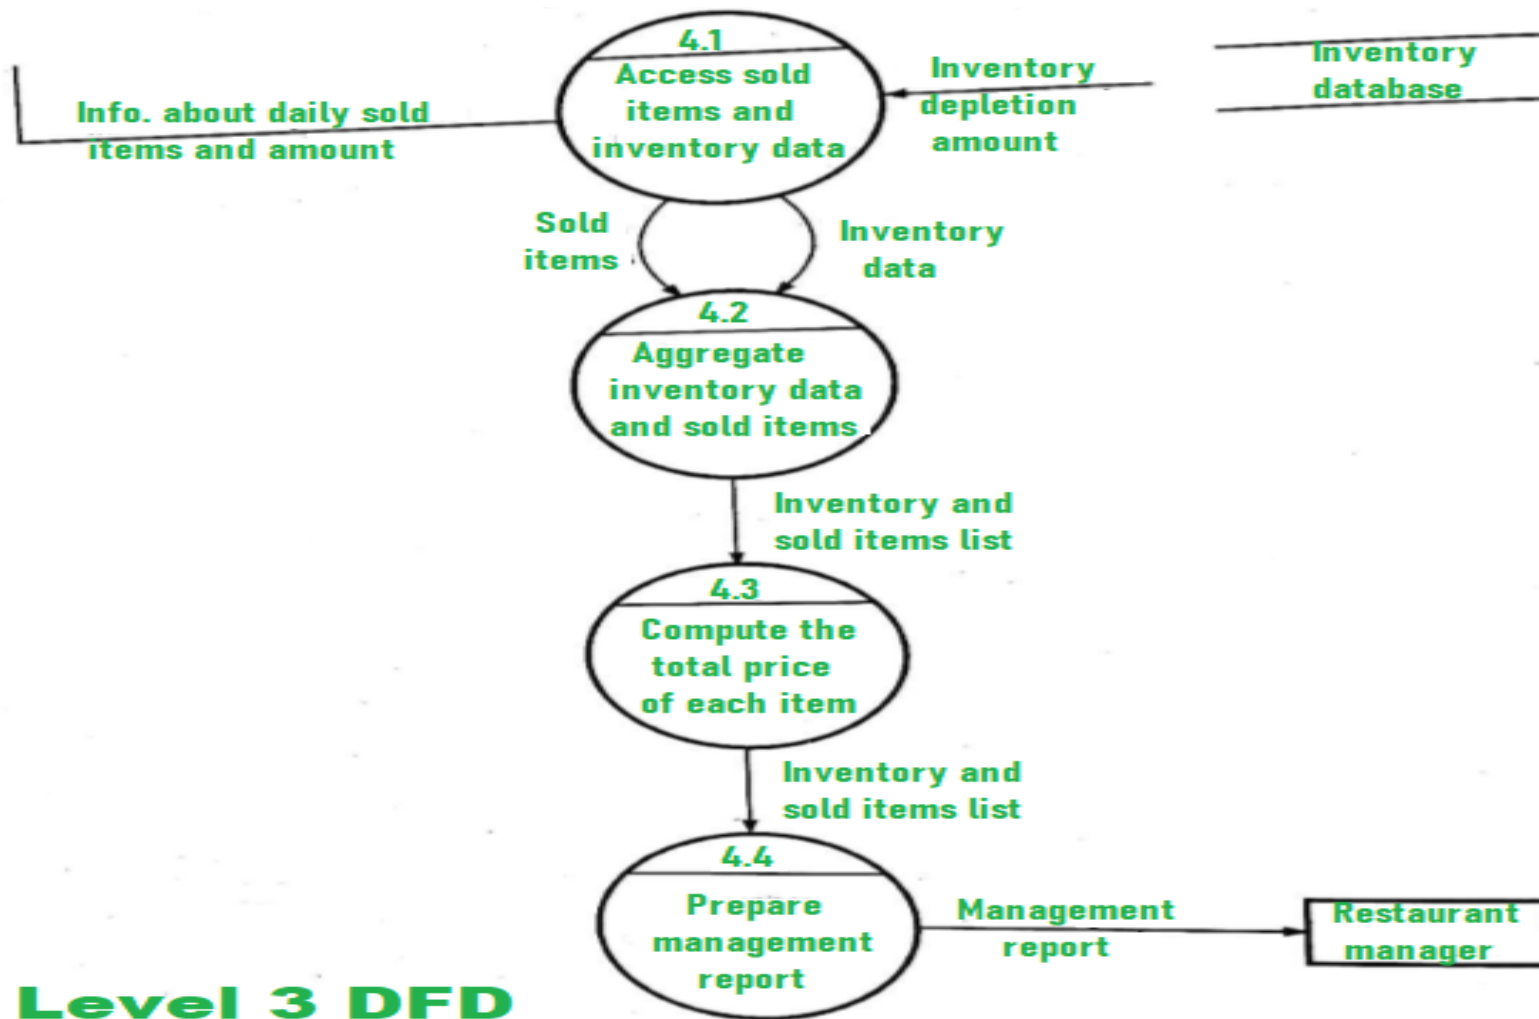 4.1
Access sold
items and
inventory data
Info. about daily sold
items and amount
Inventory
depletion
amount
Inventory
database
Sold
items
Inventory
data
4.2
Aggregate
inventory data
and sold items
Inventory and
sold items list
4.3
Compute the
total price
of each item
Inventory and
sold items list
4.4
Prepare
management
report
Management
report
Restaurant
manager
Level 3 DFD